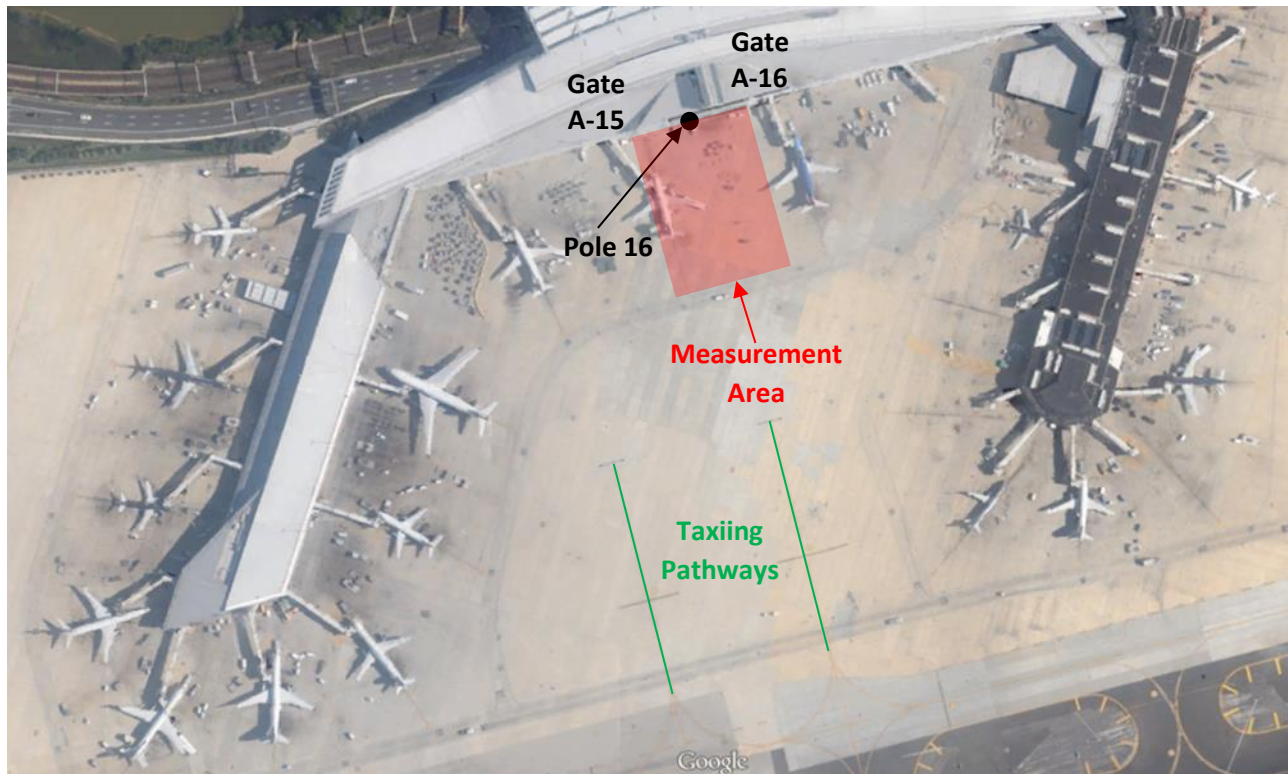 Gate
A-16
Gate
A-15
Pole 16
Measurement
Area
Taxiing
Pathways
Google